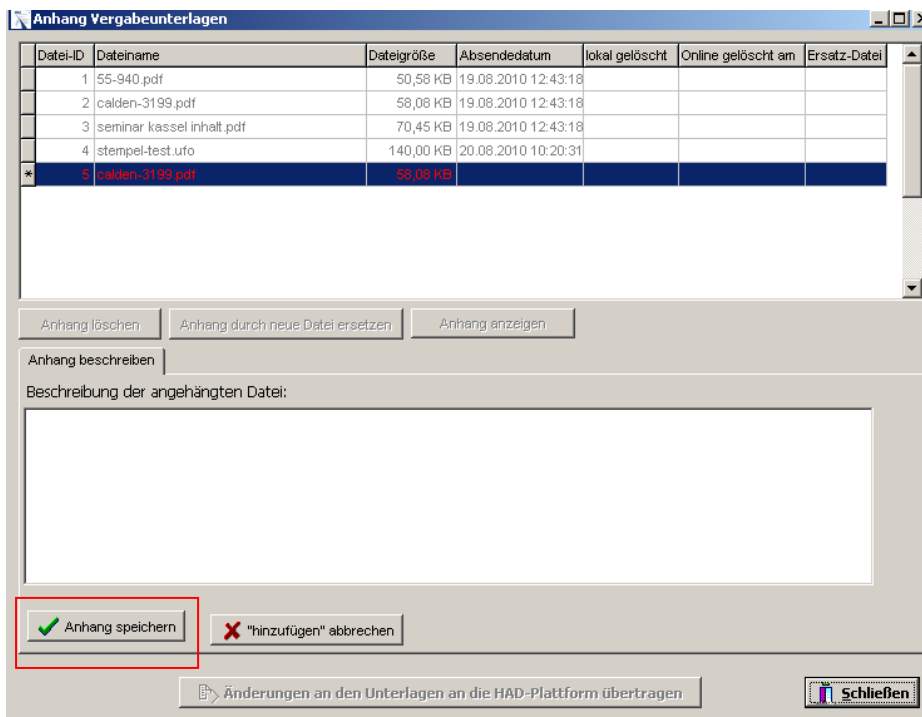 Anhang Vergabeunterlagen
Datei-ID Dateiname Dateigröße Absendedatum lokal gelöscht Online gelöscht am Ersatz-Datei
1 55-940.pdf 50,58 KB 19.08.2010 12:43:18
2 calden-3199.pdf 58,08 KB 19.08.2010 12:43:18
3 seminar kassel inhalt.pdf 70,45 KB 19.08.2010 12:43:18
4 stempel-test.ufo 140,00 KB 20.08.2010 10:20:31
* 5 calden-3199.pdf 58,08 KB
Anhang löschen Anhang durch neue Datei ersetzen Anhang anzeigen
Anhang beschreiben
Beschreibung der angehängten Datei:
Anhang speichern "hinzufügen" abbrechen
Änderungen an den Unterlagen an die HAD-Plattform übertragen Schließen